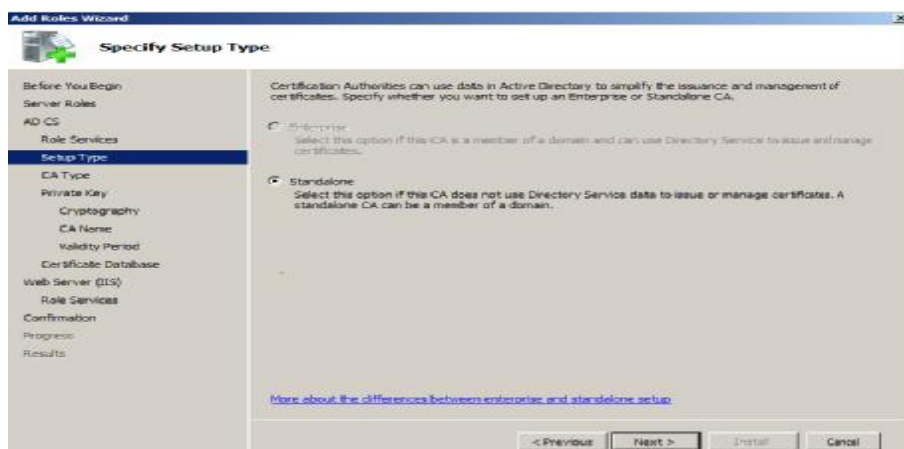 Add Roles Wizard
Specify Setup Type
Before You Begin
Server Roles
AD CS
Role Services
Setup Type
CA Type
Private Key
Cryptography
CA Name
Validity Period
Certificate Database
Web Server (IIS)
Role Services
Confirmation
Progress
Results
Certification Authorities can use data in Active Directory to simplify the issuance and management of
certificates. Specify whether you want to set up an Enterprise or Standalone CA.
Enterprise
Select this option if this CA is a member of a domain and can use Directory Service to issue and manage
certificates.
Standalone
Select this option if this CA does not use Directory Service data to issue or manage certificates. A
standalone CA can be a member of a domain.
More about the differences between enterprise and standalone setup
< Previous
Next >
Install
Cancel